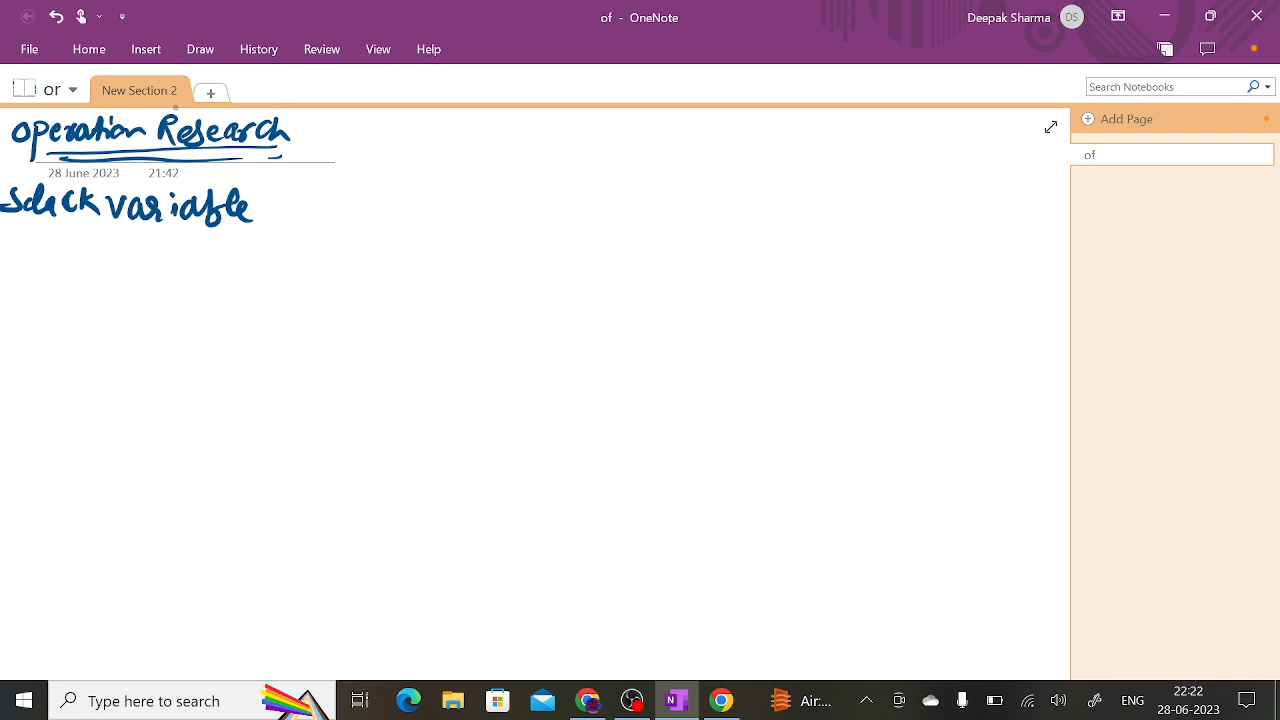 of - OneNote
Deepak Sharma DS
File Home Insert Draw History Review View Help
or New Section 2 +
Search Notebooks
operation Research
Add Page
of
28 June 2023 21:42
Slack variable
Type here to search
Air:...
ENG
22:22
28-06-2023